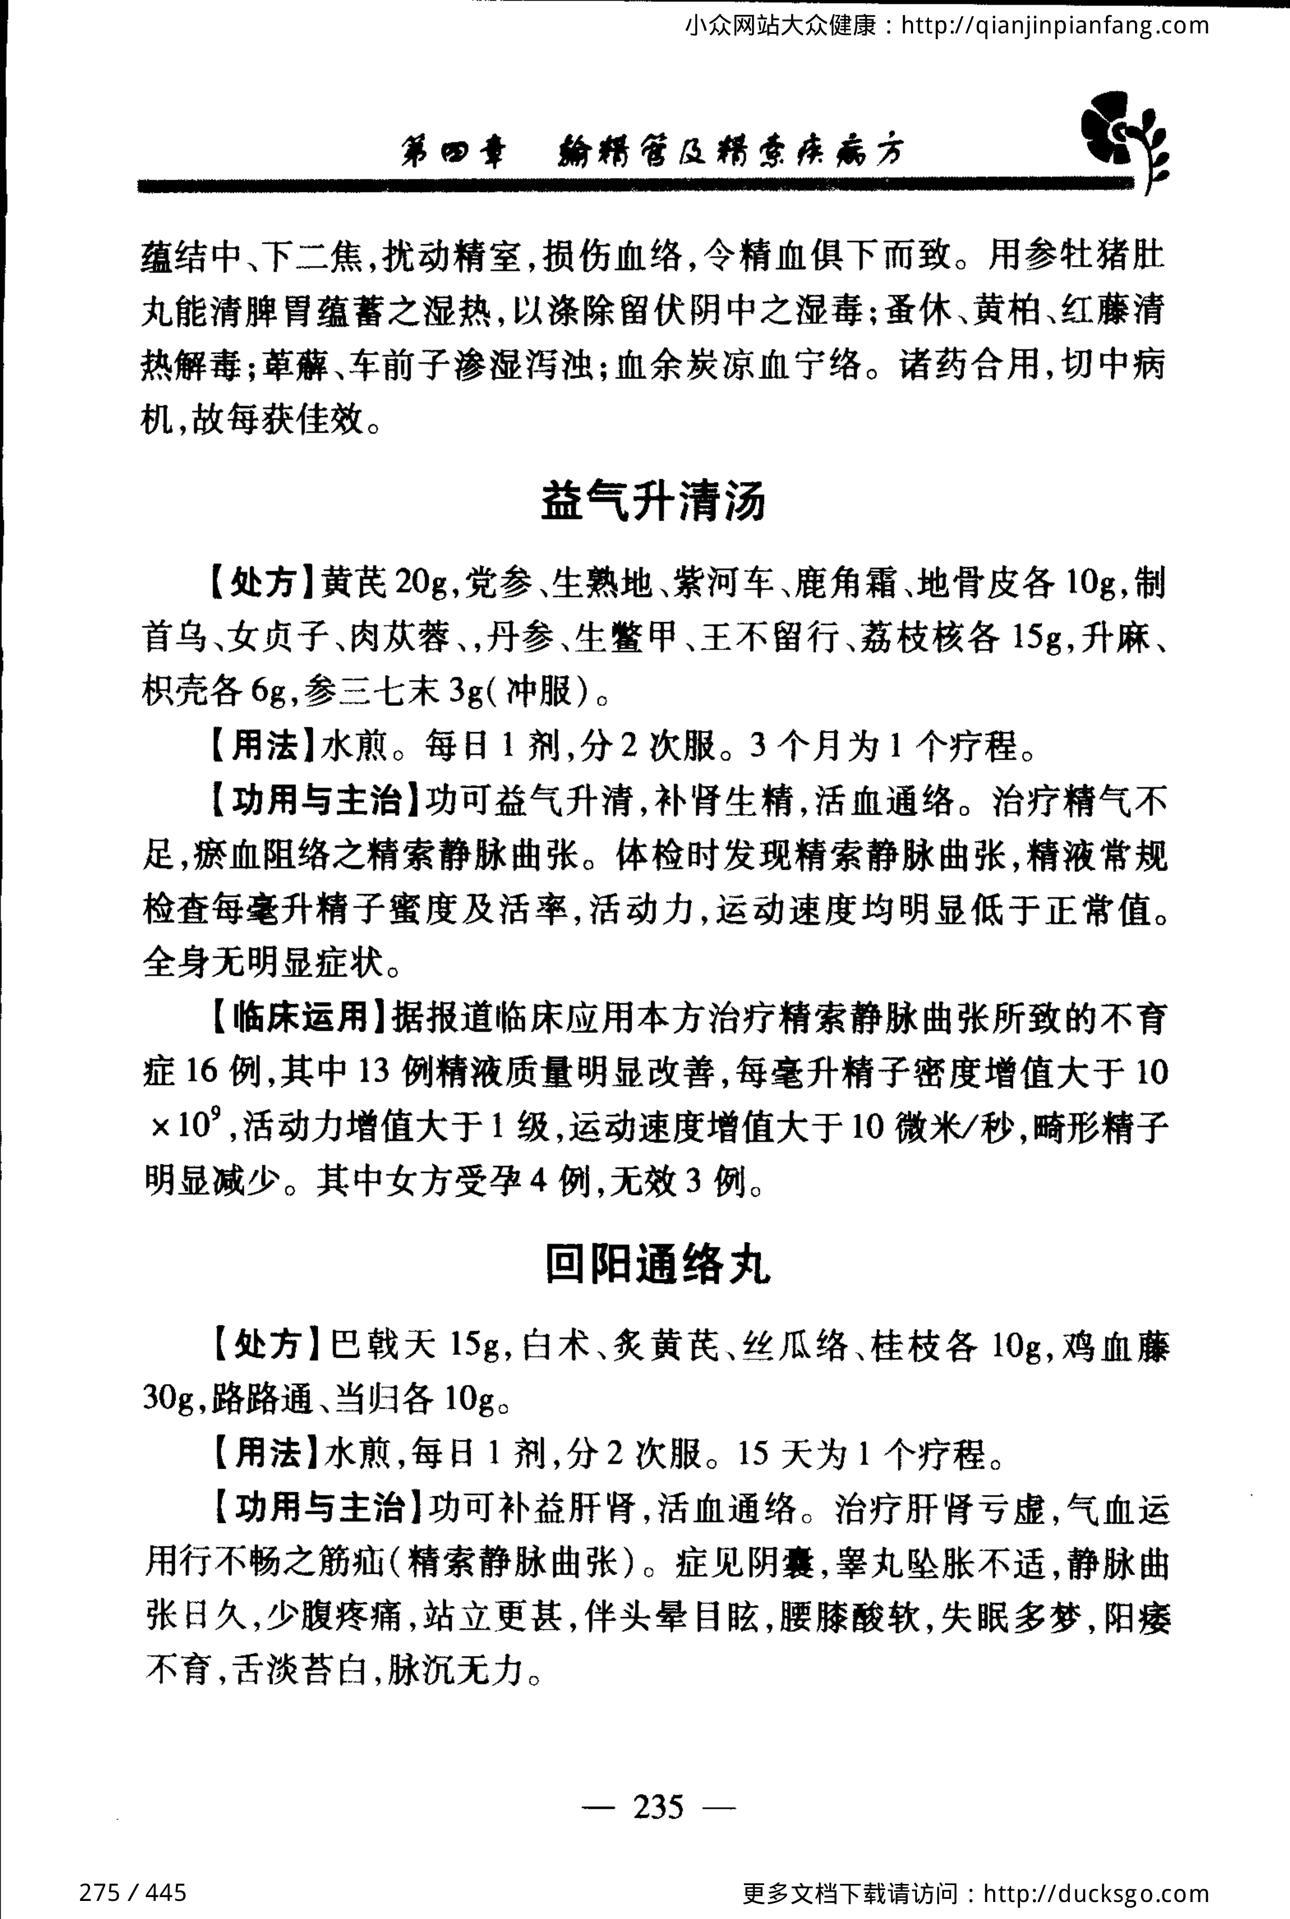 小众网站大众健康：http://qianjinpianfang.com
第四章 输精管及精索疾病方
蕴结中、下二焦,扰动精室,损伤血络,令精血俱下而致。用参牡猪肚
丸能清脾胃蕴蓄之湿热,以涤除留伏阴中之湿毒;蚤休、黄柏、红藤清
热解毒;萆薢、车前子渗湿泻浊;血余炭凉血宁络。诸药合用,切中病
机,故每获佳效。
益气升清汤
【处方】黄芪20g,党参、生熟地、紫河车、鹿角霜、地骨皮各10g,制
首乌、女贞子、肉苁蓉、,丹参、生鳖甲、王不留行、荔枝核各15g,升麻、
枳壳各6g,参三七末3g(冲服)。
【用法】水煎。每日1剂,分2次服。3个月为1个疗程。
【功用与主治】功可益气升清,补肾生精,活血通络。治疗精气不
足,瘀血阻络之精索静脉曲张。体检时发现精索静脉曲张,精液常规
检查每毫升精子蜜度及活率,活动力,运动速度均明显低于正常值。
全身无明显症状。
【临床运用】据报道临床应用本方治疗精索静脉曲张所致的不育
症16例,其中13例精液质量明显改善,每毫升精子密度增值大于10
×10⁹,活动力增值大于1级,运动速度增值大于10微米/秒,畸形精子
明显减少。其中女方受孕4例,无效3例。
回阳通络丸
【处方】巴戟天15g,白术、炙黄芪、丝瓜络、桂枝各10g,鸡血藤
30g,路路通、当归各10g。
【用法】水煎,每日1剂,分2次服。15天为1个疗程。
【功用与主治】功可补益肝肾,活血通络。治疗肝肾亏虚,气血运
用行不畅之筋疝(精索静脉曲张)。症见阴囊,睾丸坠胀不适,静脉曲
张日久,少腹疼痛,站立更甚,伴头晕目眩,腰膝酸软,失眠多梦,阳痿
不育,舌淡苔白,脉沉无力。
— 235 —
275 / 445
更多文档下载请访问：http://ducksgo.com